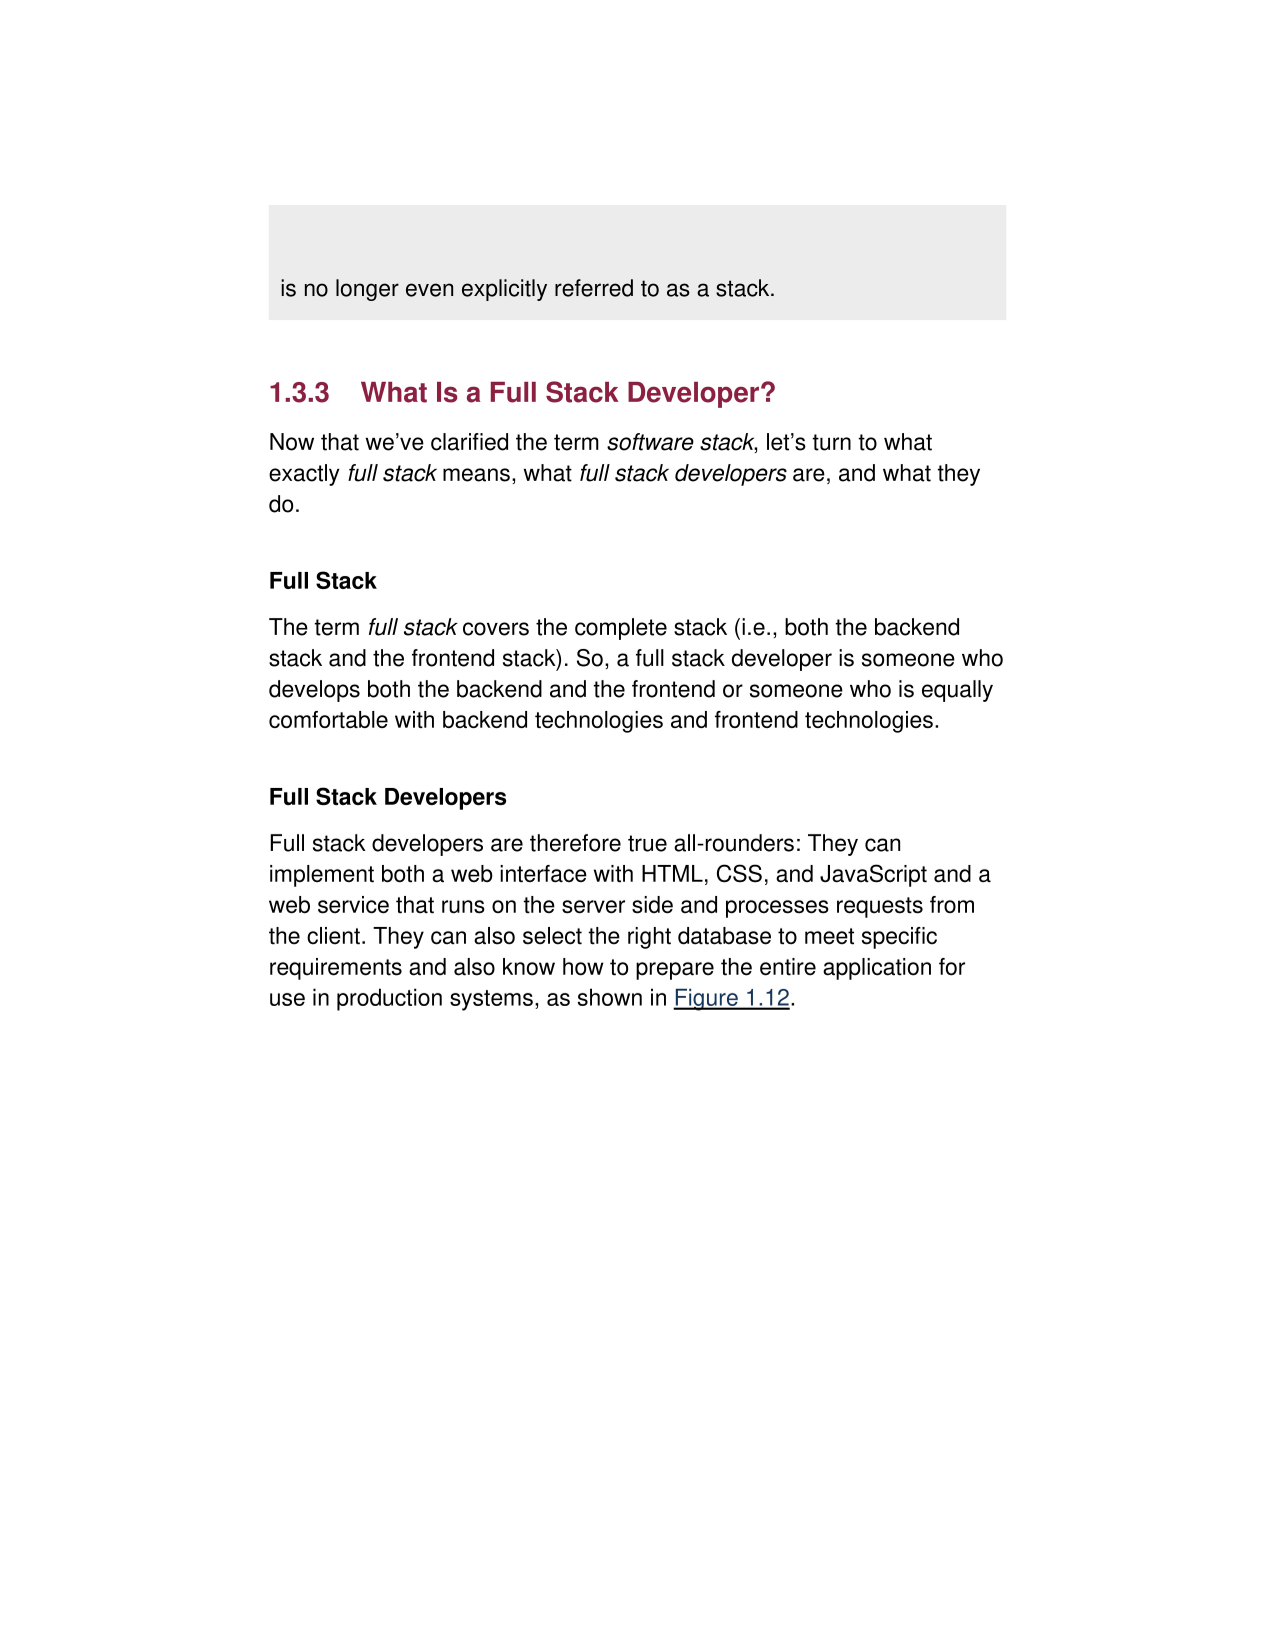 is no longer even explicitly referred to as a stack.
1.3.3 What Is a Full Stack Developer?
Now that we’ve clarified the term software stack, let’s turn to what
exactly full stack means, what full stack developers are, and what they
do.
Full Stack
The term full stack covers the complete stack (i.e., both the backend
stack and the frontend stack). So, a full stack developer is someone who
develops both the backend and the frontend or someone who is equally
comfortable with backend technologies and frontend technologies.
Full Stack Developers
Full stack developers are therefore true all-rounders: They can
implement both a web interface with HTML, CSS, and JavaScript and a
web service that runs on the server side and processes requests from
the client. They can also select the right database to meet specific
requirements and also know how to prepare the entire application for
use in production systems, as shown in Figure 1.12.